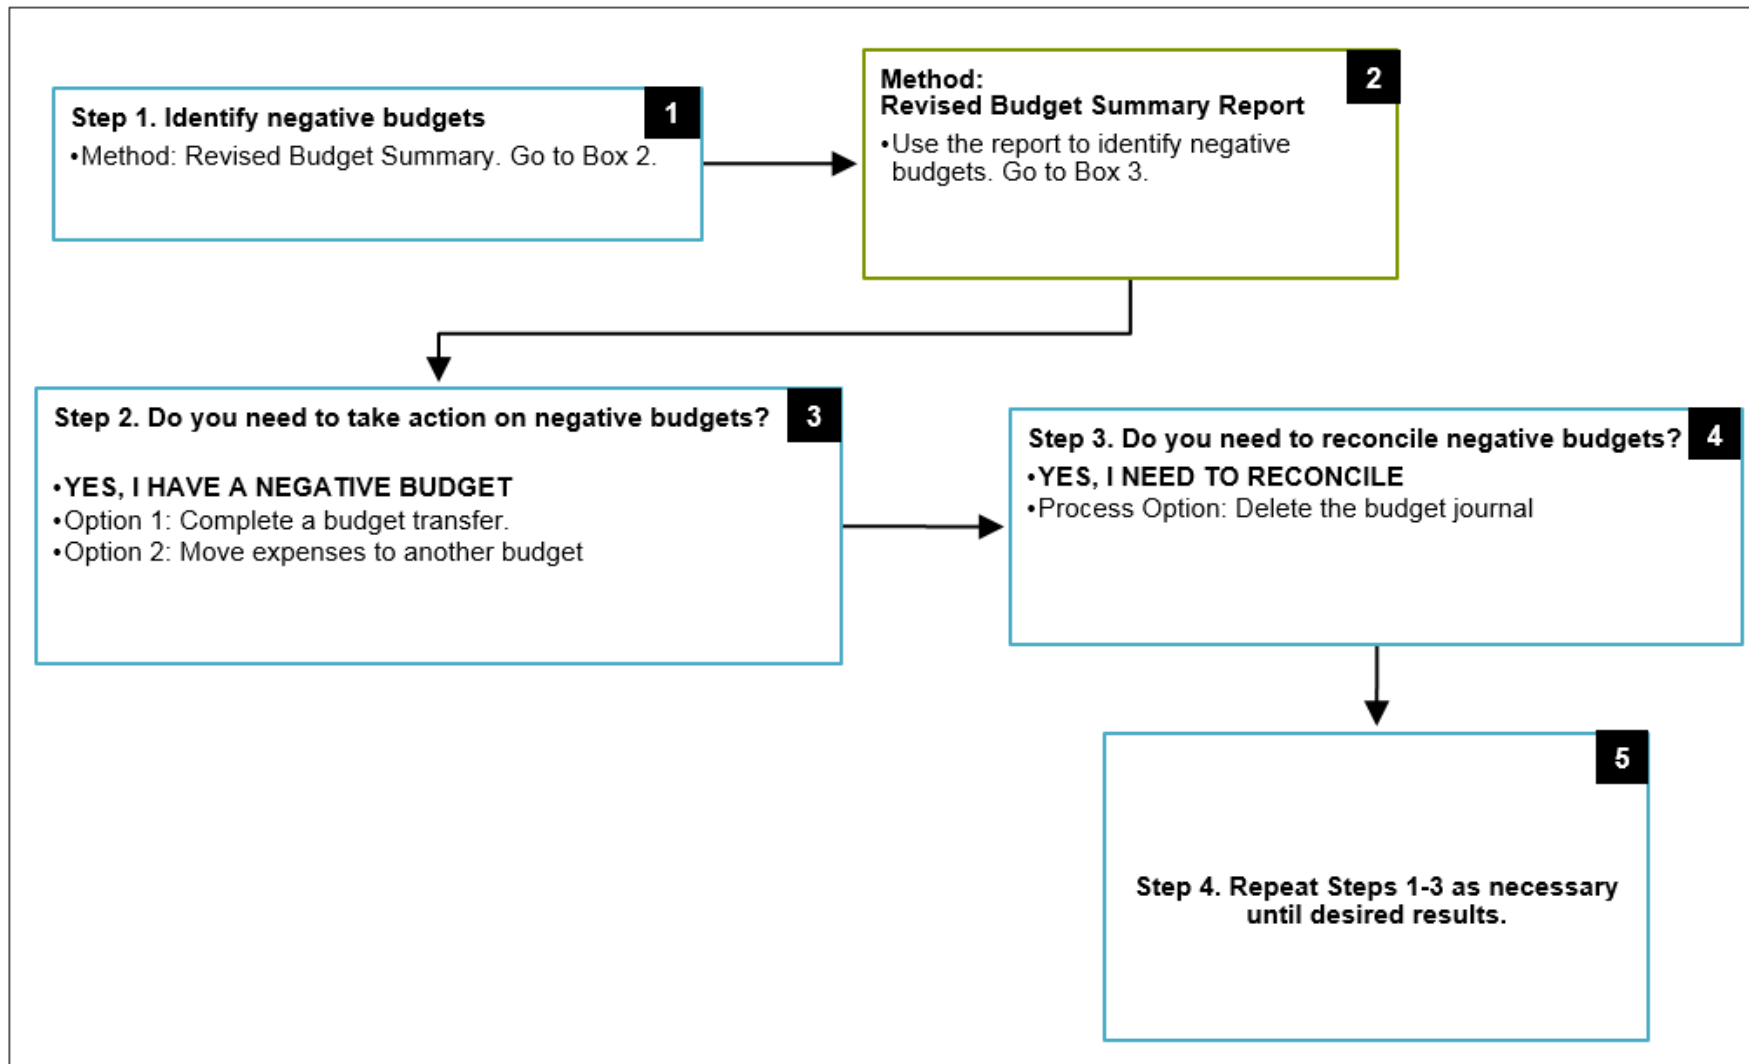 1
Step 1. Identify negative budgets
•Method: Revised Budget Summary. Go to Box 2.
2
Method:
Revised Budget Summary Report
•Use the report to identify negative
budgets. Go to Box 3.
3
Step 2. Do you need to take action on negative budgets?
•YES, I HAVE A NEGATIVE BUDGET
•Option 1: Complete a budget transfer.
•Option 2: Move expenses to another budget
4
Step 3. Do you need to reconcile negative budgets?
•YES, I NEED TO RECONCILE
•Process Option: Delete the budget journal
5
Step 4. Repeat Steps 1-3 as necessary
until desired results.